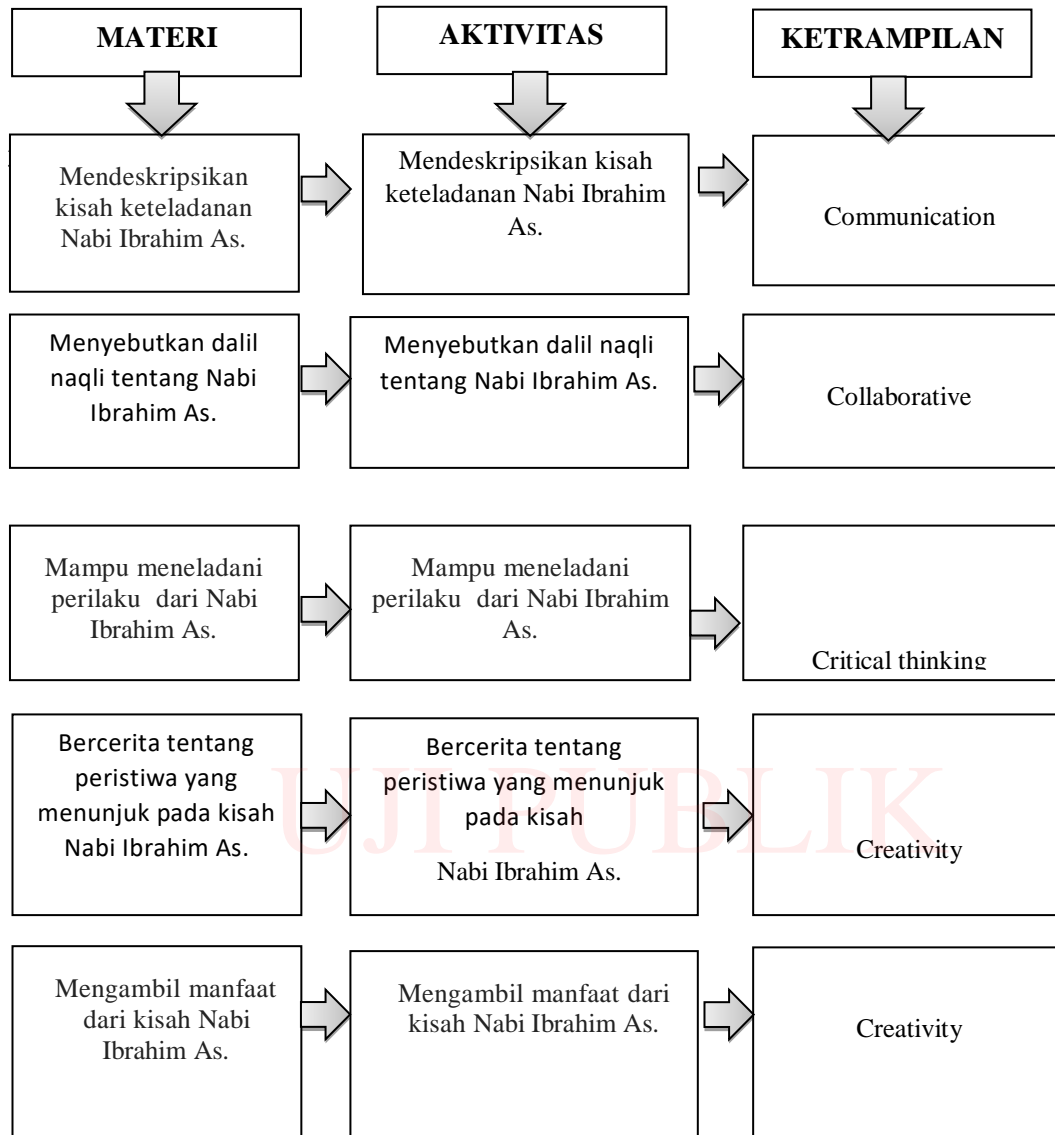 MATERI
AKTIVITAS
KETRAMPILAN
Mendeskripsikan
kisah keteladanan
Nabi Ibrahim As.
Mendeskripsikan kisah
keteladanan Nabi Ibrahim
As.
Communication
Menyebutkan dalil
naqli tentang Nabi
Ibrahim As.
Menyebutkan dalil naqli
tentang Nabi Ibrahim As.
Collaborative
Mampu meneladani
perilaku dari Nabi
Ibrahim As.
Mampu meneladani
perilaku dari Nabi Ibrahim
As.
Critical thinking
Bercerita tentang
peristiwa yang
menunjuk pada kisah
Nabi Ibrahim As.
Bercerita tentang
peristiwa yang menunjuk
pada kisah
Nabi Ibrahim As.
Creativity
UJI PUBLIK
Mengambil manfaat
dari kisah Nabi
Ibrahim As.
Mengambil manfaat dari
kisah Nabi Ibrahim As.
Creativity